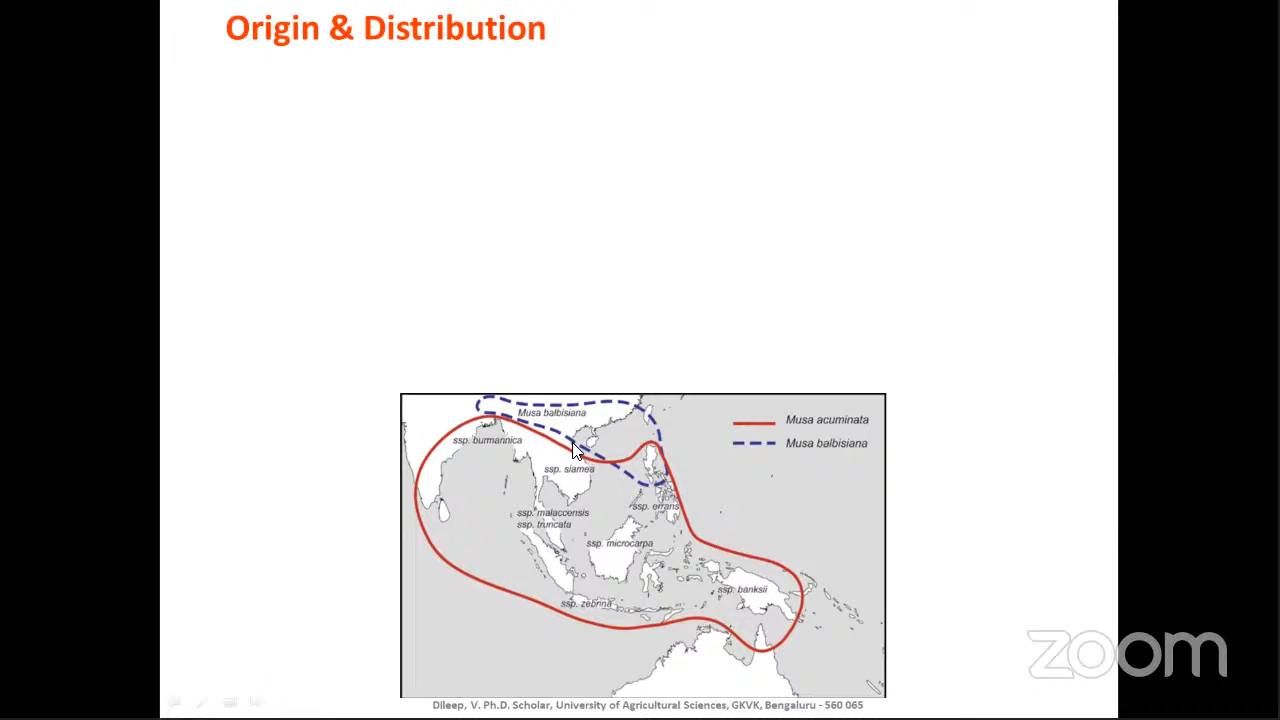 Origin & Distribution
Musa balbisiana
Musa acuminata
ssp. burmannica
Musa balbisiana
ssp. siamea
ssp. errans
ssp. malaccensis
ssp. truncata
ssp. microcarpa
ssp. banksii
ssp. zebrina
zoom
Dileep, V. Ph.D. Scholar, University of Agricultural Sciences, GKVK, Bengaluru - 560 065